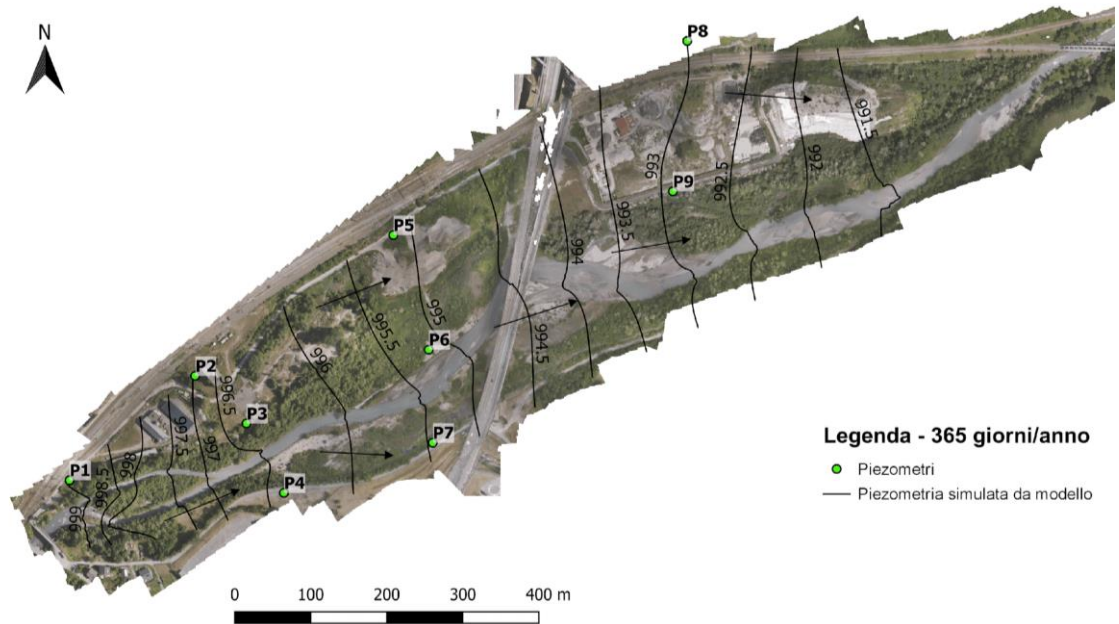 N
P8
P5
P9
P6
P2
P3
P7
P1
P4
999
998.5
998
997.5
997
996.5
996
995.5
995
994.5
994
993.5
993
992.5
992
991.5
Legenda - 365 giorni/anno
Piezometri
Piezometria simulata da modello
0 100 200 300 400 m